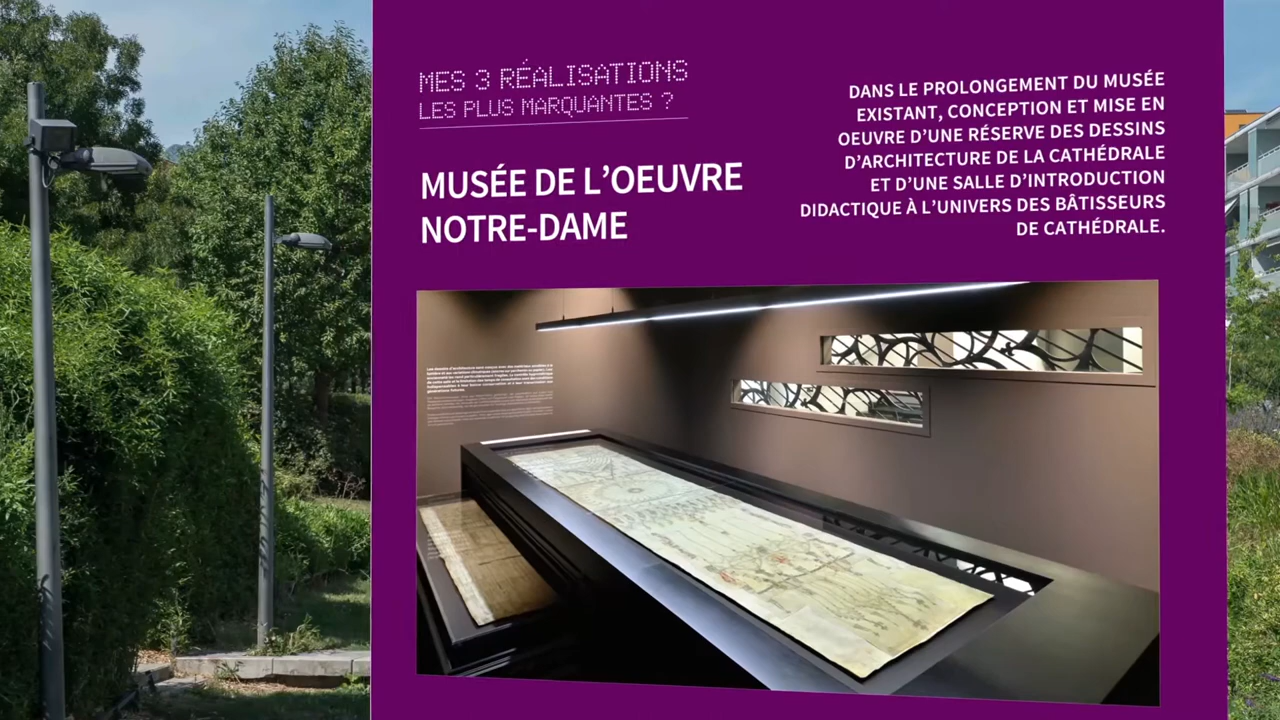 MES 3 RÉALISATIONS
LES PLUS MARQUANTES ?
MUSÉE DE L'OEUVRE
NOTRE-DAME
DANS LE PROLONGEMENT DU MUSÉE
EXISTANT, CONCEPTION ET MISE EN
OEUVRE D'UNE RÉSERVE DES DESSINS
D'ARCHITECTURE DE LA CATHÉDRALE
ET D'UNE SALLE D'INTRODUCTION
DIDACTIQUE À L'UNIVERS DES BÂTISSEURS
DE CATHÉDRALE.